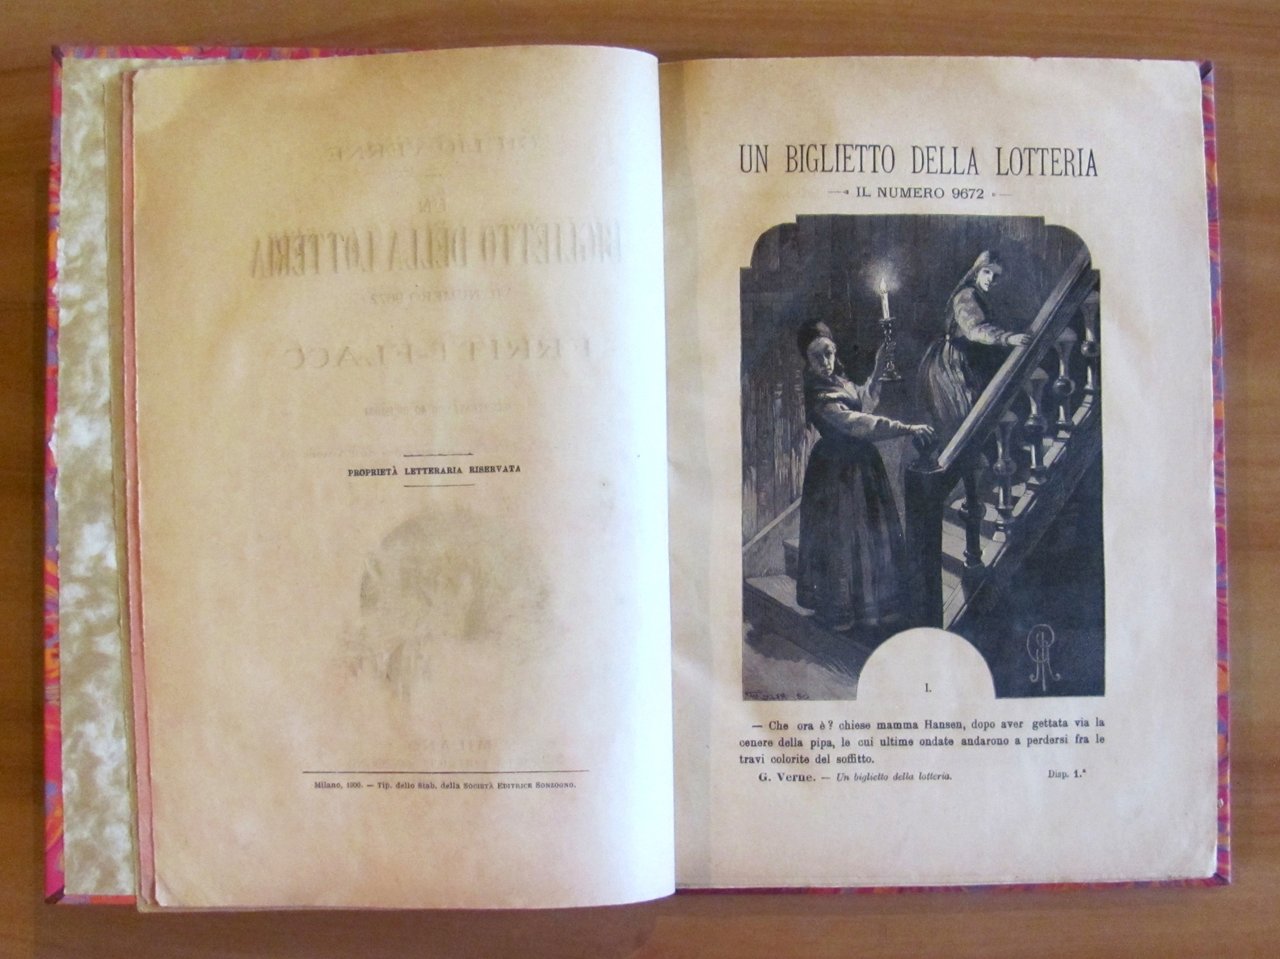 PROPRIETÀ LETTERARIA RISERVATA
Milano, 1900. — Tip. dello Stab. della SOCIETÀ EDITRICE SONZOGNO.
UN BIGLIETTO DELLA LOTTERIA
IL NUMERO 9672
I.
— Che ora è? chiese mamma Hansen, dopo aver gettata via la
cenere della pipa, le cui ultime ondate andarono a perdersi fra le
travi colorite del soffitto.
G. Verne. — Un biglietto della lotteria. Disp. 1.ª